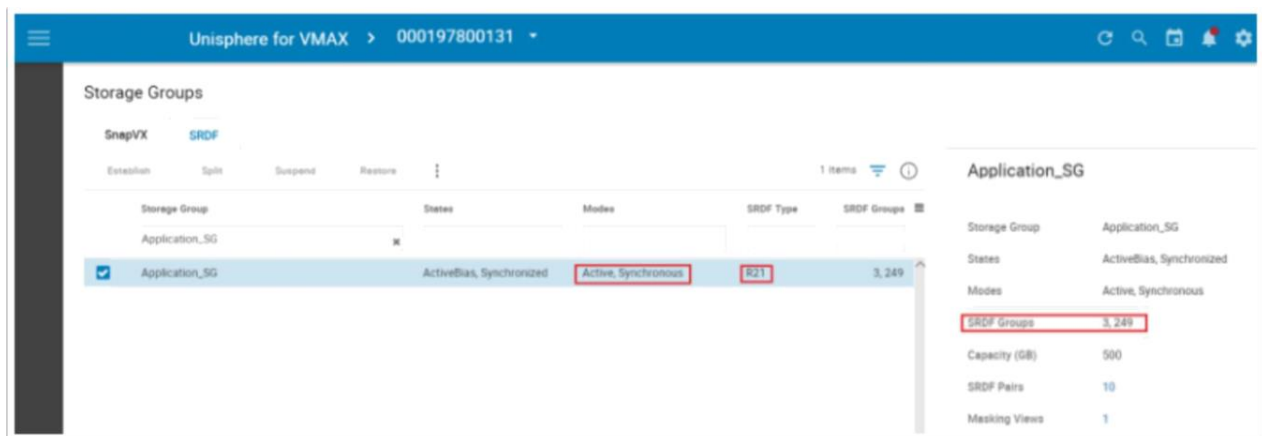 Unisphere for VMAX > 000197800131
Storage Groups
SnapVX SRDF
Establish Split Suspend Restore 1 items
Storage Group States Modes SRDF Type SRDF Groups
Application_SG
Application_SG ActiveBias, Synchronized Active, Synchronous R21 3, 249
Application_SG
Storage Group Application_SG
States ActiveBias, Synchronized
Modes Active, Synchronous
SRDF Groups 3, 249
Capacity (GB) 500
SRDF Pairs 10
Masking Views 1